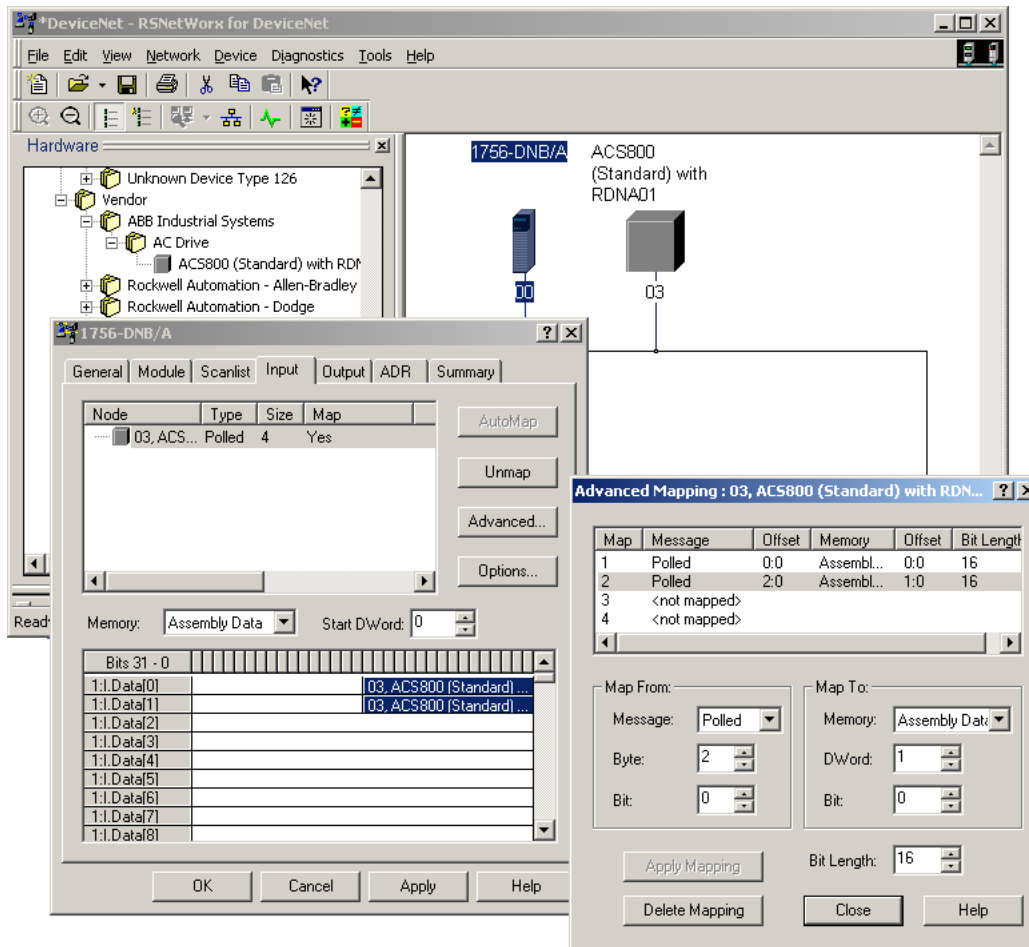 *DeviceNet - RSNetWorx for DeviceNet
File Edit View Network Device Diagnostics Tools Help
Hardware
Unknown Device Type 126
Vendor
ABB Industrial Systems
AC Drive
ACS800 (Standard) with RDN
Rockwell Automation - Allen-Bradley
Rockwell Automation - Dodge
1756-DNB/A
00
ACS800
(Standard) with
RDNA01
03
Ready
1756-DNB/A
General Module Scanlist Input Output ADR Summary
Node Type Size Map
03, ACS... Polled 4 Yes
AutoMap
Unmap
Advanced...
Options...
Memory: Assembly Data Start DWord: 0
Bits 31 - 0
1:I.Data[0] 03, ACS800 (Standard) ...
1:I.Data[1] 03, ACS800 (Standard) ...
1:I.Data[2]
1:I.Data[3]
1:I.Data[4]
1:I.Data[5]
1:I.Data[6]
1:I.Data[7]
1:I.Data[8]
OK Cancel Apply Help
Advanced Mapping : 03, ACS800 (Standard) with RDN...
Map Message Offset Memory Offset Bit Length
1 Polled 0:0 Assembl... 0:0 16
2 Polled 2:0 Assembl... 1:0 16
3 <not mapped>
4 <not mapped>
Map From:
Message: Polled
Byte: 2
Bit: 0
Map To:
Memory: Assembly Data
DWord: 1
Bit: 0
Apply Mapping
Bit Length: 16
Delete Mapping
Close
Help